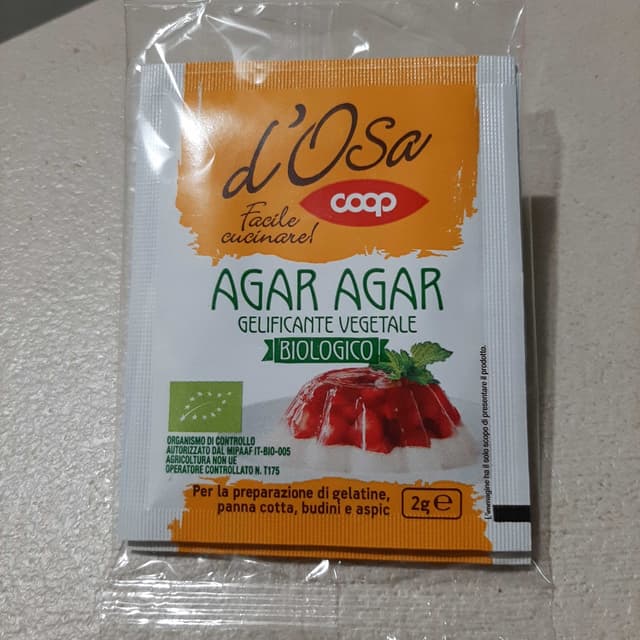 d'Osa
coop
Facile
cucinare!
AGAR AGAR
GELIFICANTE VEGETALE
BIOLOGICO
ORGANISMO DI CONTROLLO
AUTORIZZATO DAL MIPAAF IT-BIO-005
AGRICOLTURA NON UE
OPERATORE CONTROLLATO N. T175
Per la preparazione di gelatine,
panna cotta, budini e aspic
2g e
L'immagine ha il solo scopo di presentare il prodotto.